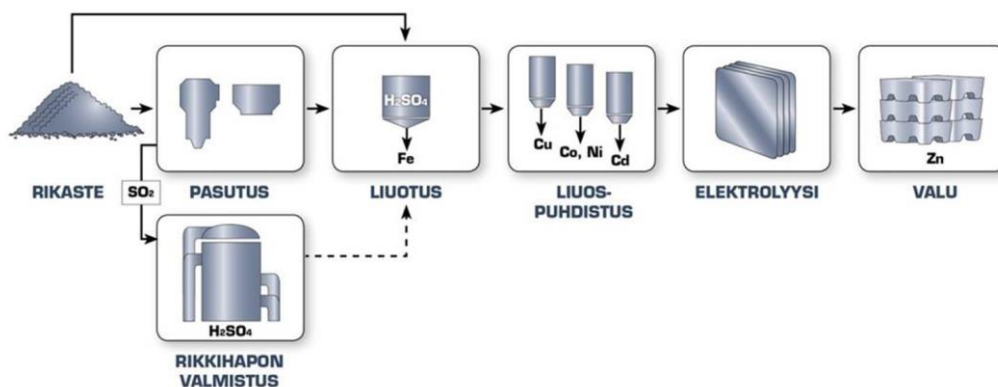 RIKASTE
SO₂
PASUTUS
H₂SO₄
Fe
LIUOTUS
Cu
Co, Ni
Cd
LIUOS-
PUHDISTUS
ELEKTROLYYSI
Zn
VALU
H₂SO₄
RIKKIHAPON
VALMISTUS